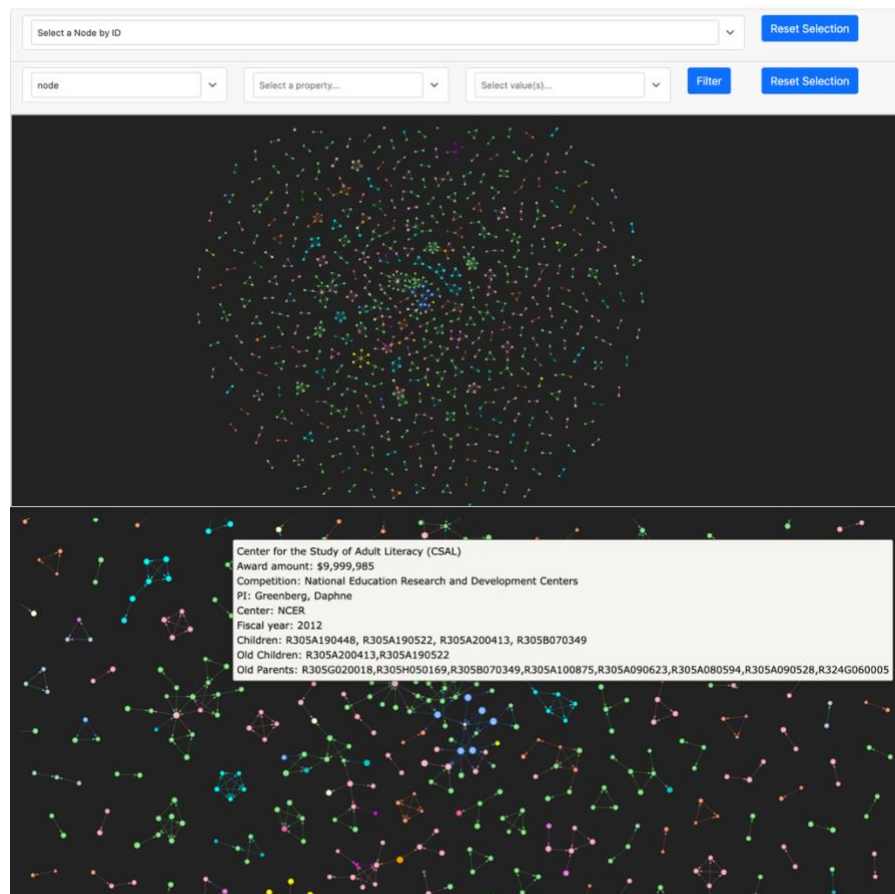 Select a Node by ID
Reset Selection
node
Select a property...
Select value(s)...
Filter
Reset Selection
Center for the Study of Adult Literacy (CSAL)
Award amount: $9,999,985
Competition: National Education Research and Development Centers
PI: Greenberg, Daphne
Center: NCER
Fiscal year: 2012
Children: R305A190448, R305A190522, R305A200413, R305B070349
Old Children: R305A200413,R305A190522
Old Parents: R305G020018,R305H050169,R305B070349,R305A100875,R305A090623,R305A080594,R305A090528,R324G060005